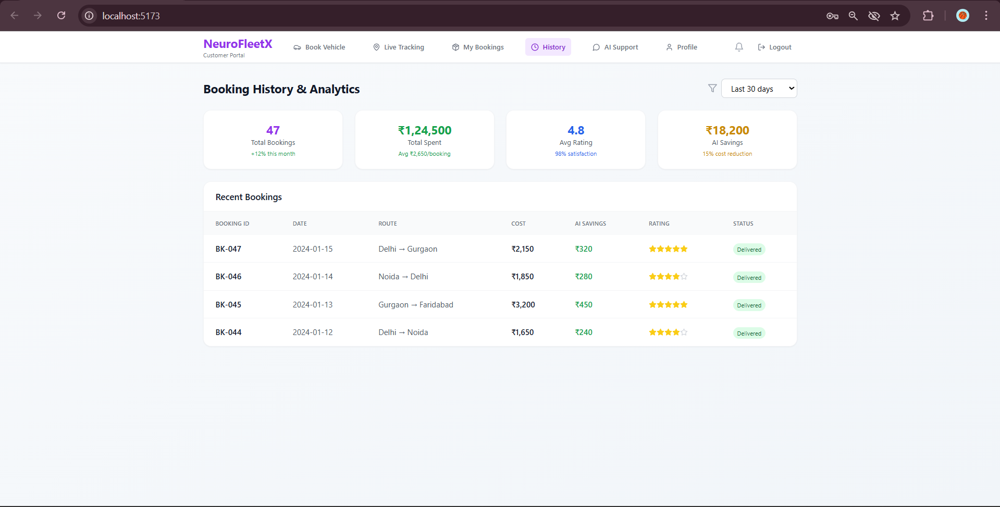 localhost:5173
NeuroFleetX
Customer Portal
Book Vehicle
Live Tracking
My Bookings
History
AI Support
Profile
Logout
Booking History & Analytics
Last 30 days
47
Total Bookings
+12% this month
₹1,24,500
Total Spent
Avg ₹2,650/booking
4.8
Avg Rating
98% satisfaction
₹18,200
AI Savings
15% cost reduction
Recent Bookings
BOOKING ID DATE ROUTE COST AI SAVINGS RATING STATUS
BK-047 2024-01-15 Delhi → Gurgaon ₹2,150 ₹320 Delivered
BK-046 2024-01-14 Noida → Delhi ₹1,850 ₹280 Delivered
BK-045 2024-01-13 Gurgaon → Faridabad ₹3,200 ₹450 Delivered
BK-044 2024-01-12 Delhi → Noida ₹1,650 ₹240 Delivered